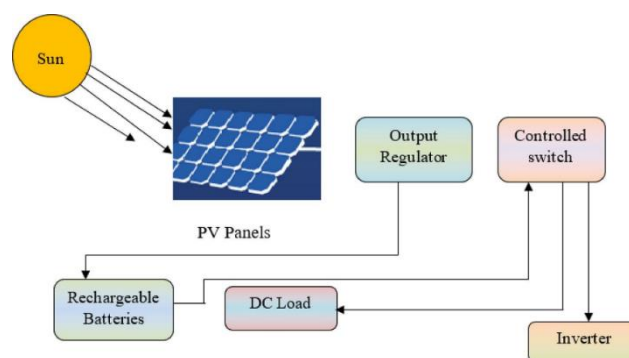 Sun
Output
Regulator
Controlled
switch
PV Panels
Rechargeable
Batteries
DC Load
Inverter